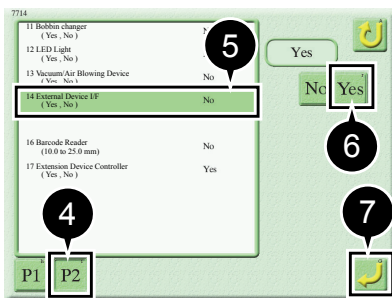 7714
11 Bobbin changer
( Yes , No )
12 LED Light
( Yes , No )
13 Vacuum/Air Blowing Device
( Yes , No )
No
14 External Device I/F
( Yes , No )
No
16 Barcode Reader
(10.0 to 25.0 mm)
No
17 Extension Device Controller
( Yes , No )
Yes
5
Yes
No
Yes
6
4
7
P1
P2